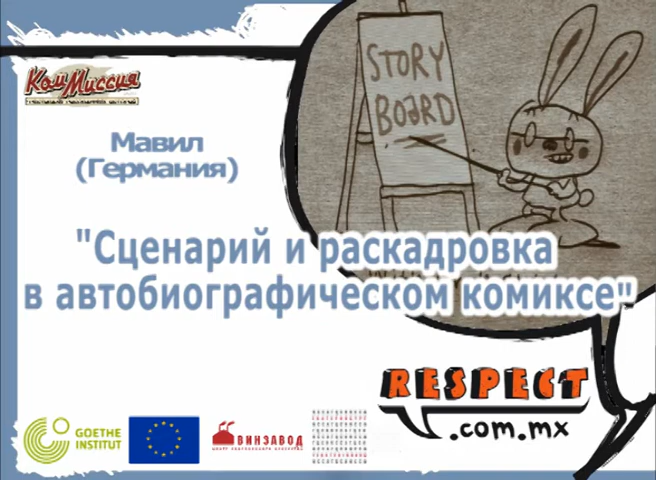 КомМиссия
STORY
BOARD
Мавил
(Германия)
"Сценарий и раскадровка
в автобиографическом комиксе"
RESPECT
.com.mx
GOETHE
INSTITUT
ВИНЗАВОД